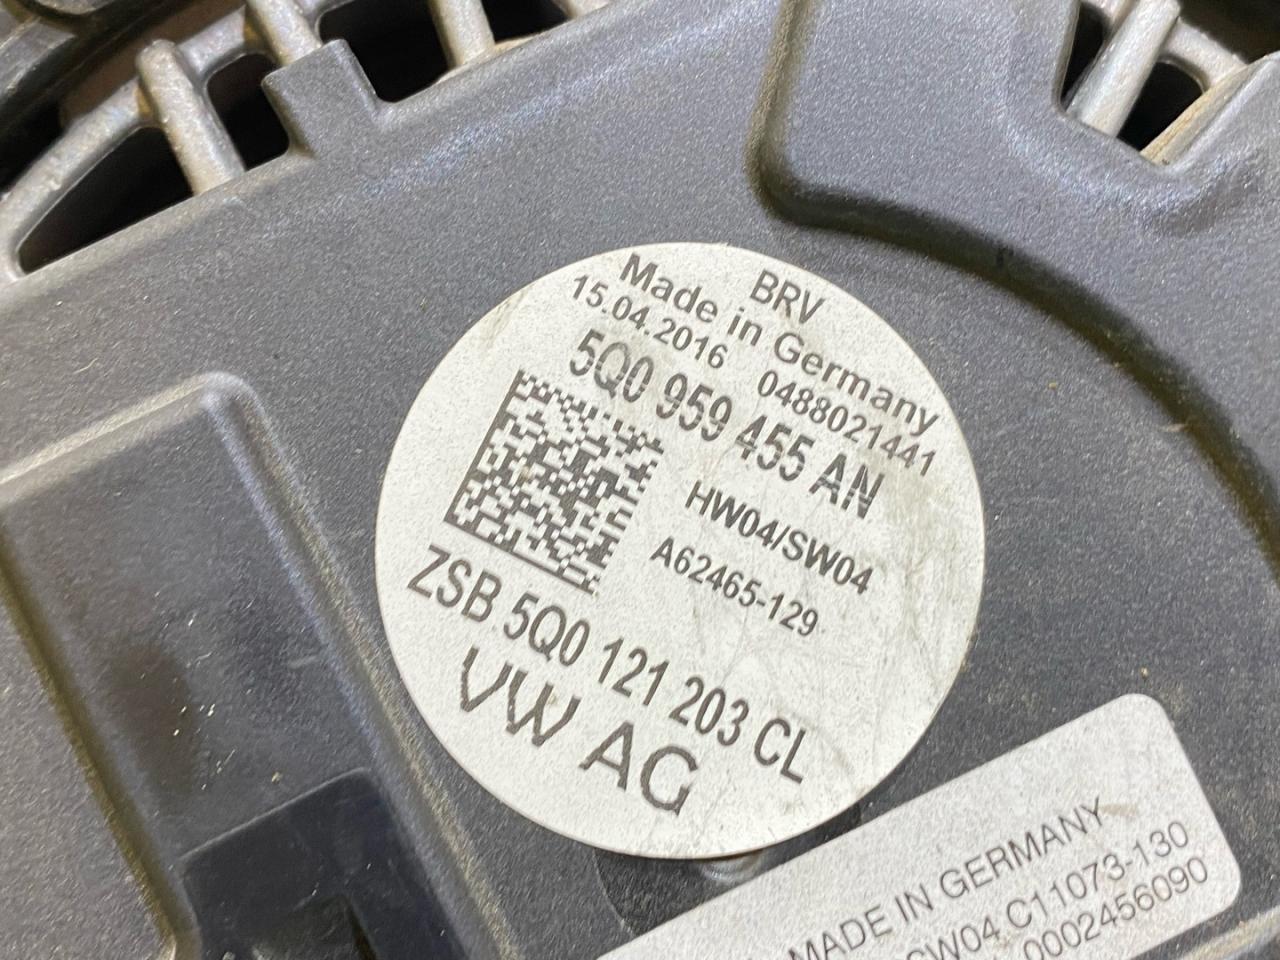 BRV
Made in Germany
15.04.2016 0488021441
5Q0 959 455 AN
HW04/SW04
A62465-129
ZSB 5Q0 121 203 CL
VW AG
MADE IN GERMANY
SW04 C11073-130
0002456090